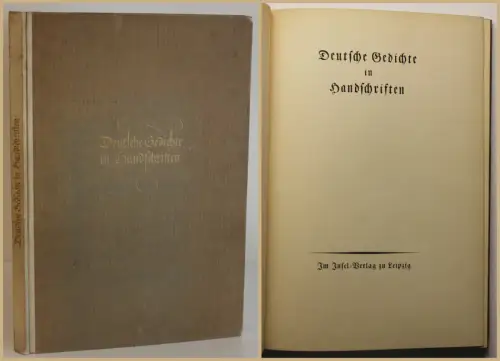 Deutsche Gedichte in Handschriften
Deutsche Gedichte
in Handschriften
Deutsche Gedichte
in
Handschriften
Im Insel-Verlag zu Leipzig